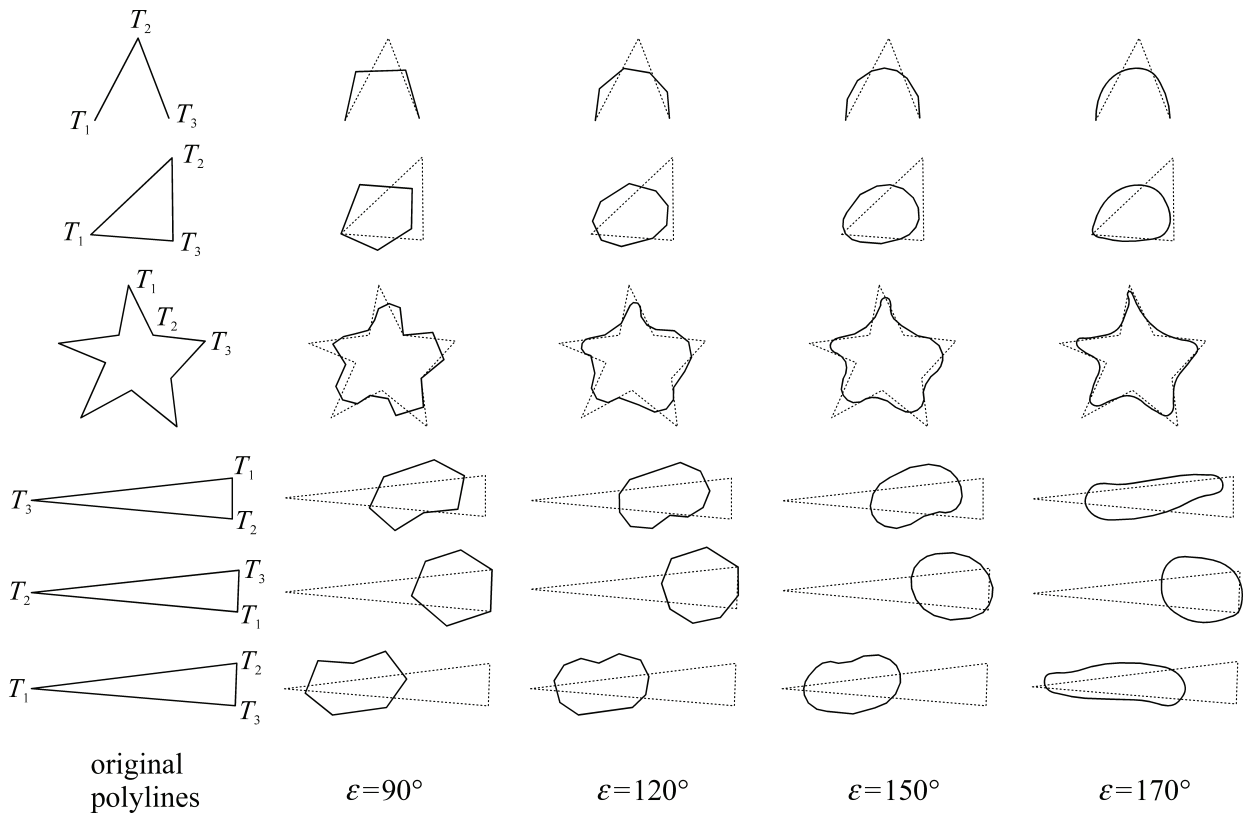 T₂
T₁ T₃
T₂
T₁
T₃
T₁
T₂
T₃
T₁
T₃
T₂
T₃
T₂
T₁
T₂
T₁
T₃
original
polylines
ε=90° ε=120° ε=150° ε=170°